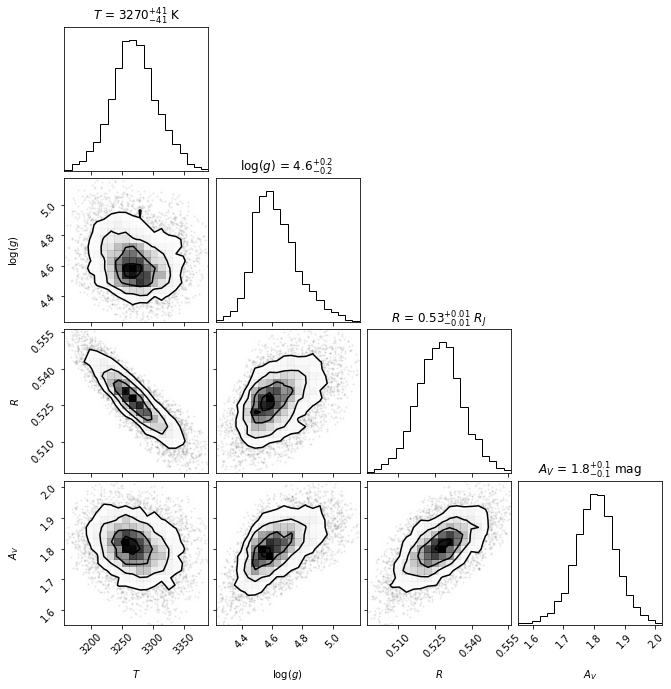 T = 3270+41−41 K
log(g) = 4.6+0.2−0.2
5.0
4.8
4.6
4.4
log(g)
R = 0.53+0.01−0.01 RJ
0.555
0.540
0.525
0.510
R
AV = 1.8+0.1−0.1 mag
2.0
1.9
1.8
1.7
1.6
AV
3200 3250 3300 3350 4.4 4.6 4.8 5.0 0.510 0.525 0.540 0.555 1.6 1.7 1.8 1.9 2.0
T log(g) R AV